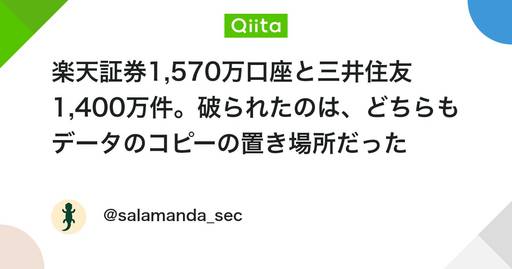 Qiita
楽天証券1,570万口座と三井住友
1,400万件。破られたのは、どちらも
データのコピーの置き場所だった
@salamanda_sec